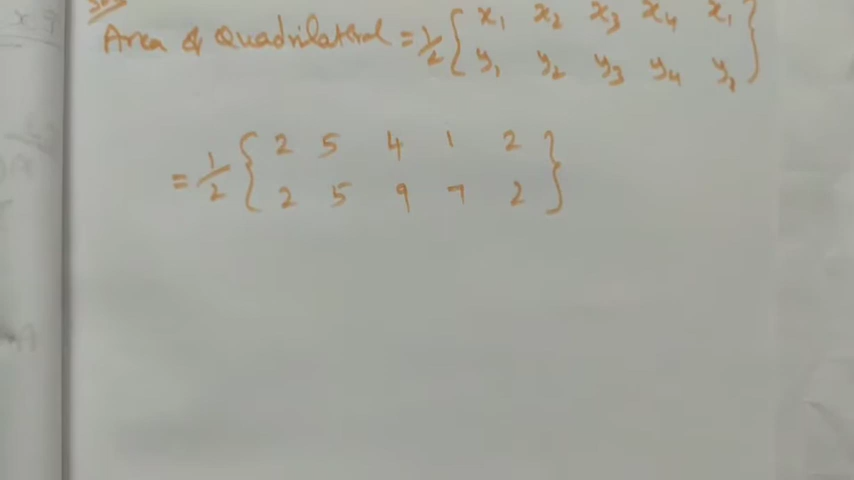 Soln
Area of Quadrilateral = 1/2 { x₁ x₂ x₃ x₄ x₁
y₁ y₂ y₃ y₄ y₁ }
= 1/2 { 2 5 4 1 2
2 5 9 7 2 }